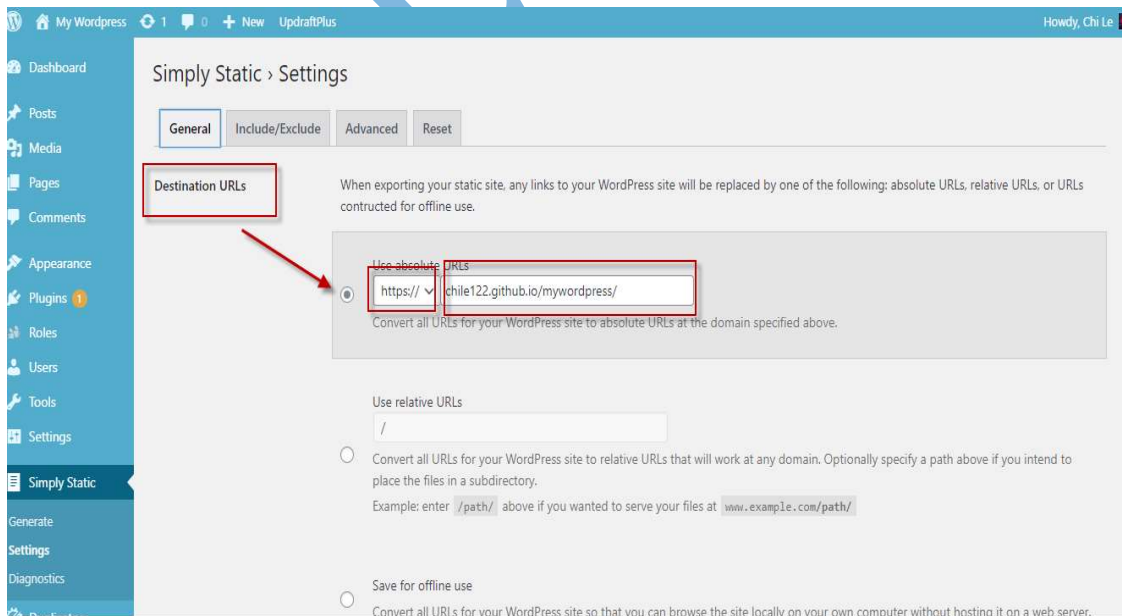 My Wordpress 1 0 + New UpdraftPlus Howdy, Chi Le
Dashboard
Posts
Media
Pages
Comments
Appearance
Plugins 1
Roles
Users
Tools
Settings
Simply Static
Generate
Settings
Diagnostics
Simply Static › Settings
General Include/Exclude Advanced Reset
Destination URLs
When exporting your static site, any links to your WordPress site will be replaced by one of the following: absolute URLs, relative URLs, or URLs
contructed for offline use.
Use absolute URLs
https:// chile122.github.io/mywordpress/
Convert all URLs for your WordPress site to absolute URLs at the domain specified above.
Use relative URLs
/
Convert all URLs for your WordPress site to relative URLs that will work at any domain. Optionally specify a path above if you intend to
place the files in a subdirectory.
Example: enter /path/ above if you wanted to serve your files at www.example.com/path/
Save for offline use
Convert all URLs for your WordPress site so that you can browse the site locally on your own computer without hosting it on a web server.